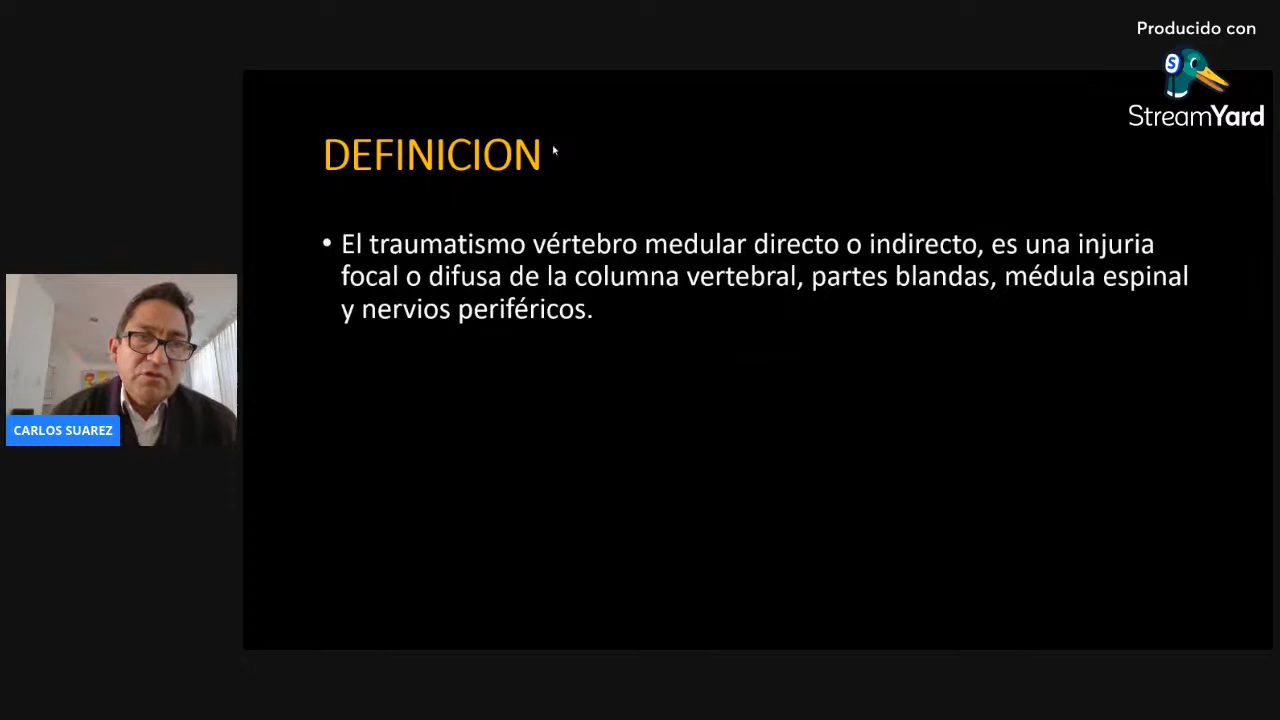 Producido con
StreamYard
DEFINICION
• El traumatismo vértebro medular directo o indirecto, es una injuria
focal o difusa de la columna vertebral, partes blandas, médula espinal
y nervios periféricos.
CARLOS SUAREZ